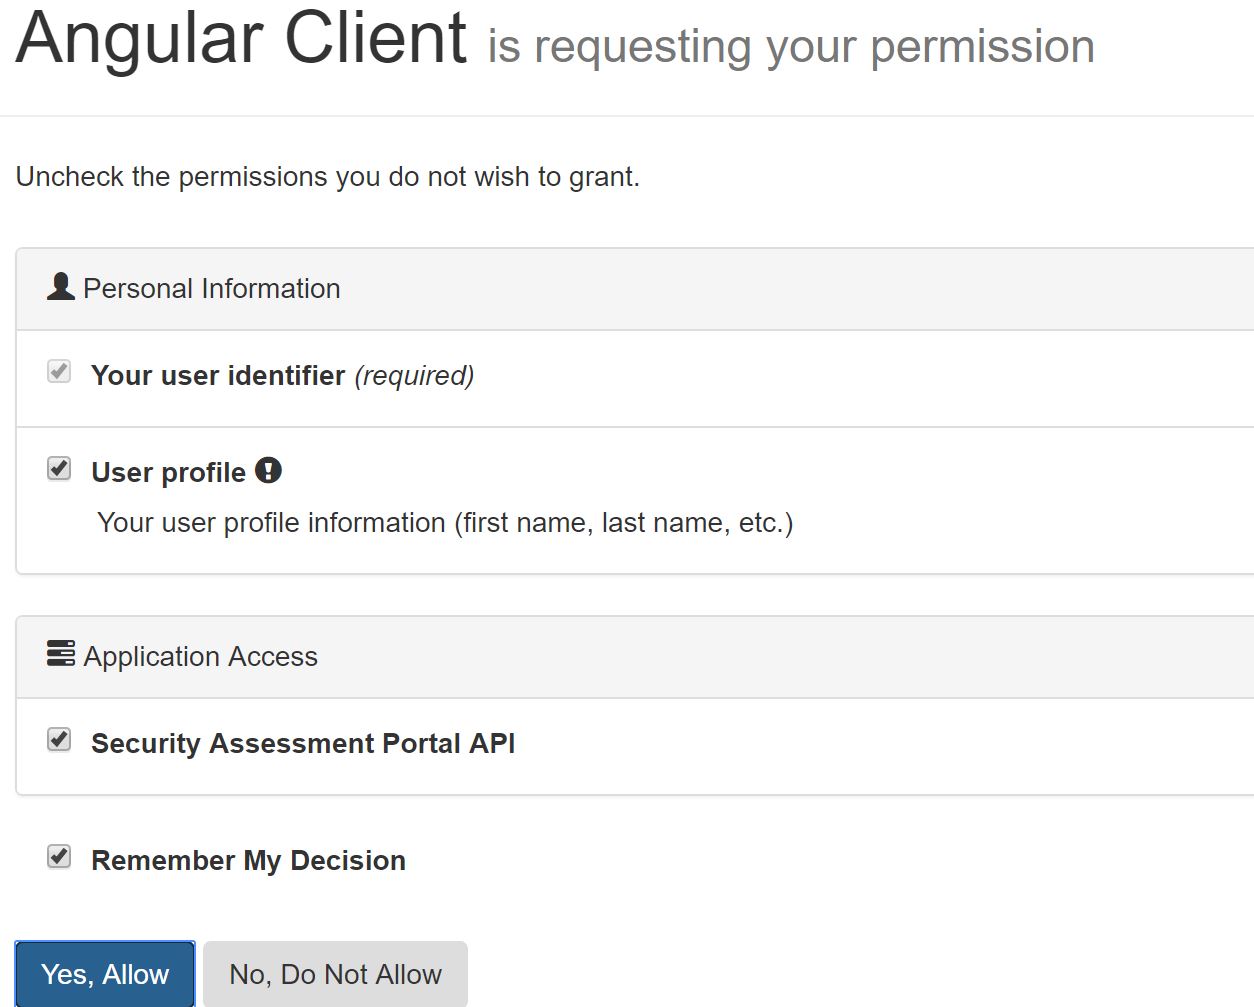 Angular Client is requesting your permission
Uncheck the permissions you do not wish to grant.
Personal Information
Your user identifier (required)
User profile
Your user profile information (first name, last name, etc.)
Application Access
Security Assessment Portal API
Remember My Decision
Yes, Allow No, Do Not Allow